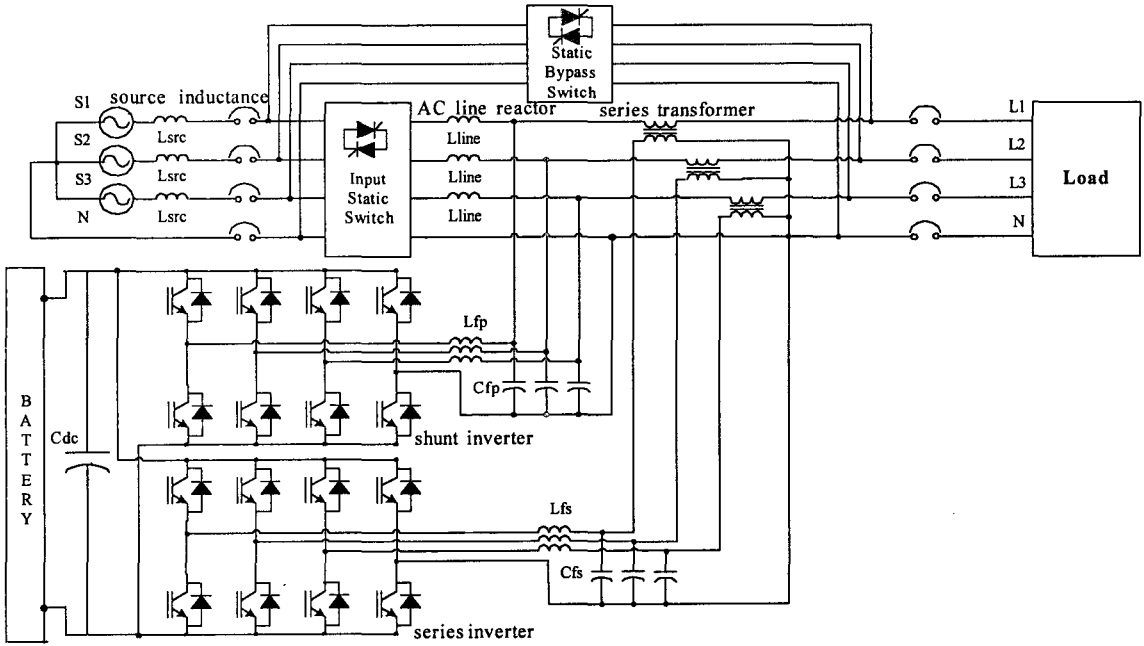 Static
Bypass
Switch
source inductance
AC line reactor
series transformer
S1
Lsrc
S2
Lsrc
S3
Lsrc
N
Input
Static
Switch
Lline
Lline
Lline
L1
L2
L3
N
Load
BATTERY
Cdc
Lfp
Cfp
shunt inverter
Lfs
Cfs
series inverter